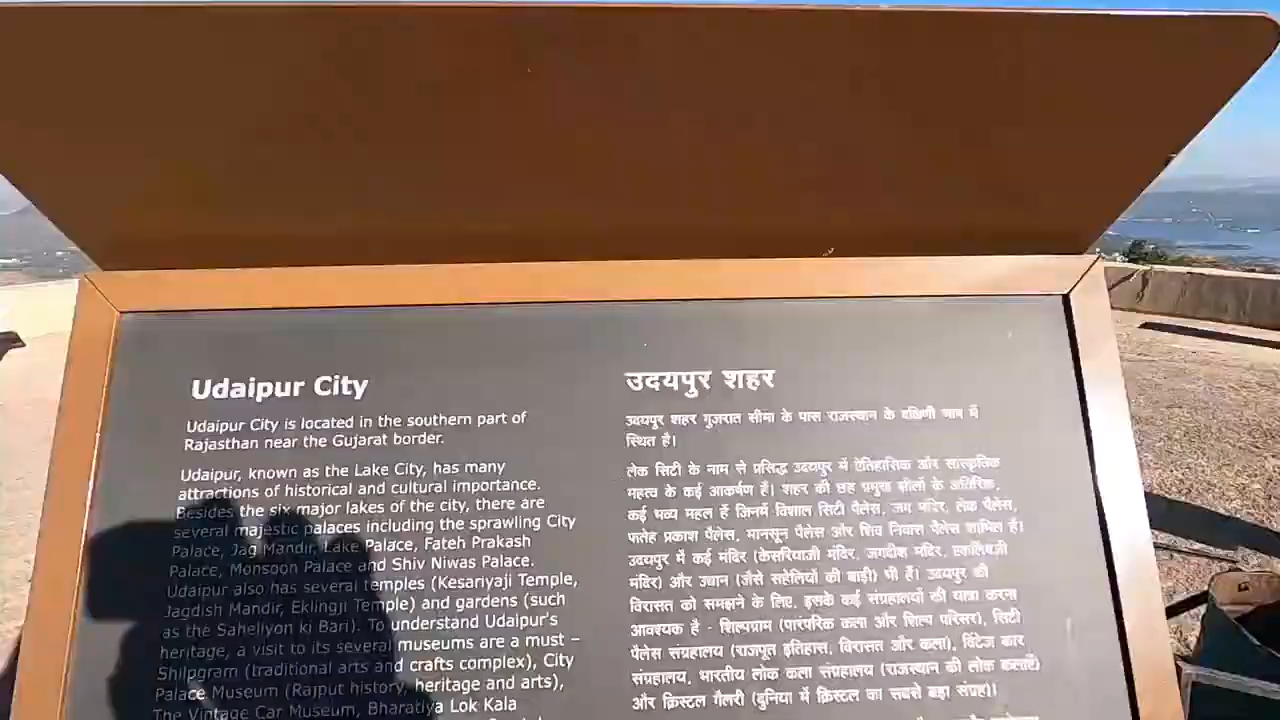 Udaipur City
Udaipur City is located in the southern part of
Rajasthan near the Gujarat border.
Udaipur, known as the Lake City, has many
attractions of historical and cultural importance.
Besides the six major lakes of the city, there are
several majestic palaces including the sprawling City
Palace, Jag Mandir, Lake Palace, Fateh Prakash
Palace, Monsoon Palace and Shiv Niwas Palace.
Udaipur also has several temples (Kesariyaji Temple,
Jagdish Mandir, Eklingji Temple) and gardens (such
as the Saheliyon ki Bari). To understand Udaipur's
heritage, a visit to its several museums are a must –
Shilpgram (traditional arts and crafts complex), City
Palace Museum (Rajput history, heritage and arts),
The Vintage Car Museum, Bharatiya Lok Kala
उदयपुर शहर
उदयपुर शहर गुजरात सीमा के पास राजस्थान के दक्षिणी भाग में
स्थित है।
लेक सिटी के नाम से प्रसिद्ध उदयपुर में ऐतिहासिक और सांस्कृतिक
महत्व के कई आकर्षण है। शहर की छह प्रमुख झीलों के अतिरिक्त,
कई भव्य महल हैं जिनमें विशाल सिटी पैलेस, जग मंदिर, लेक पैलेस,
फतेह प्रकाश पैलेस, मानसून पैलेस और शिव निवास पैलेस शामिल हैं।
उदयपुर में कई मंदिर (केसरियाजी मंदिर, जगदीश मंदिर, एकलिंगजी
मंदिर) और उद्यान (जैसे सहेलियों की बाड़ी) भी हैं। उदयपुर की
विरासत को समझने के लिए, इसके कई संग्रहालयों की यात्रा करना
आवश्यक है - शिल्पग्राम (पारंपरिक कला और शिल्प परिसर), सिटी
पैलेस संग्रहालय (राजपूत इतिहास, विरासत और कला), विंटेज कार
संग्रहालय, भारतीय लोक कला संग्रहालय (राजस्थान की लोक कलाएँ)
और क्रिस्टल गैलरी (दुनिया में क्रिस्टल का सबसे बड़ा संग्रह)।